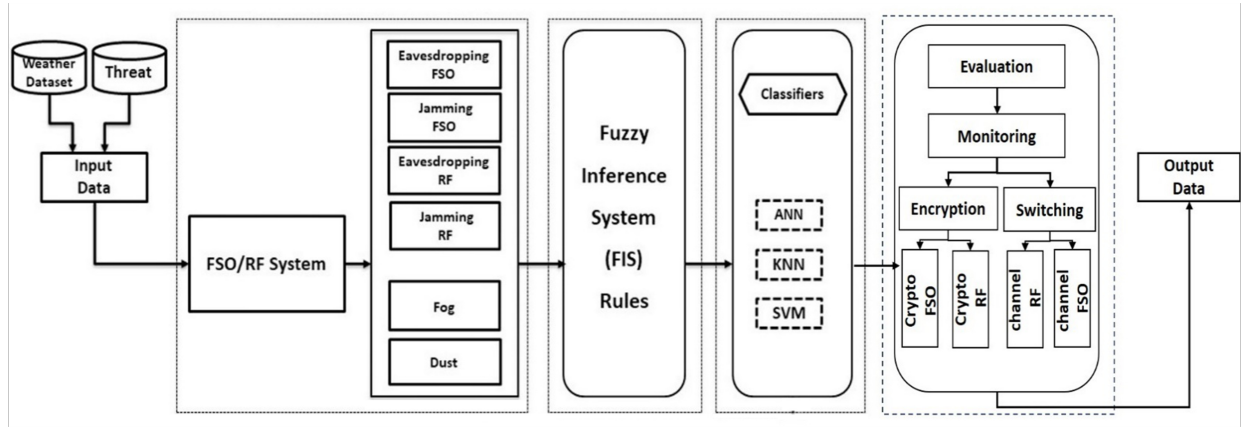 Weather
Dataset
Threat
Input
Data
FSO/RF System
Eavesdropping
FSO
Jamming
FSO
Eavesdropping
RF
Jamming
RF
Fog
Dust
Fuzzy
Inference
System
(FIS)
Rules
Classifiers
ANN
KNN
SVM
Evaluation
Monitoring
Encryption
Switching
Crypto
FSO
Crypto
RF
channel
RF
channel
FSO
Output
Data